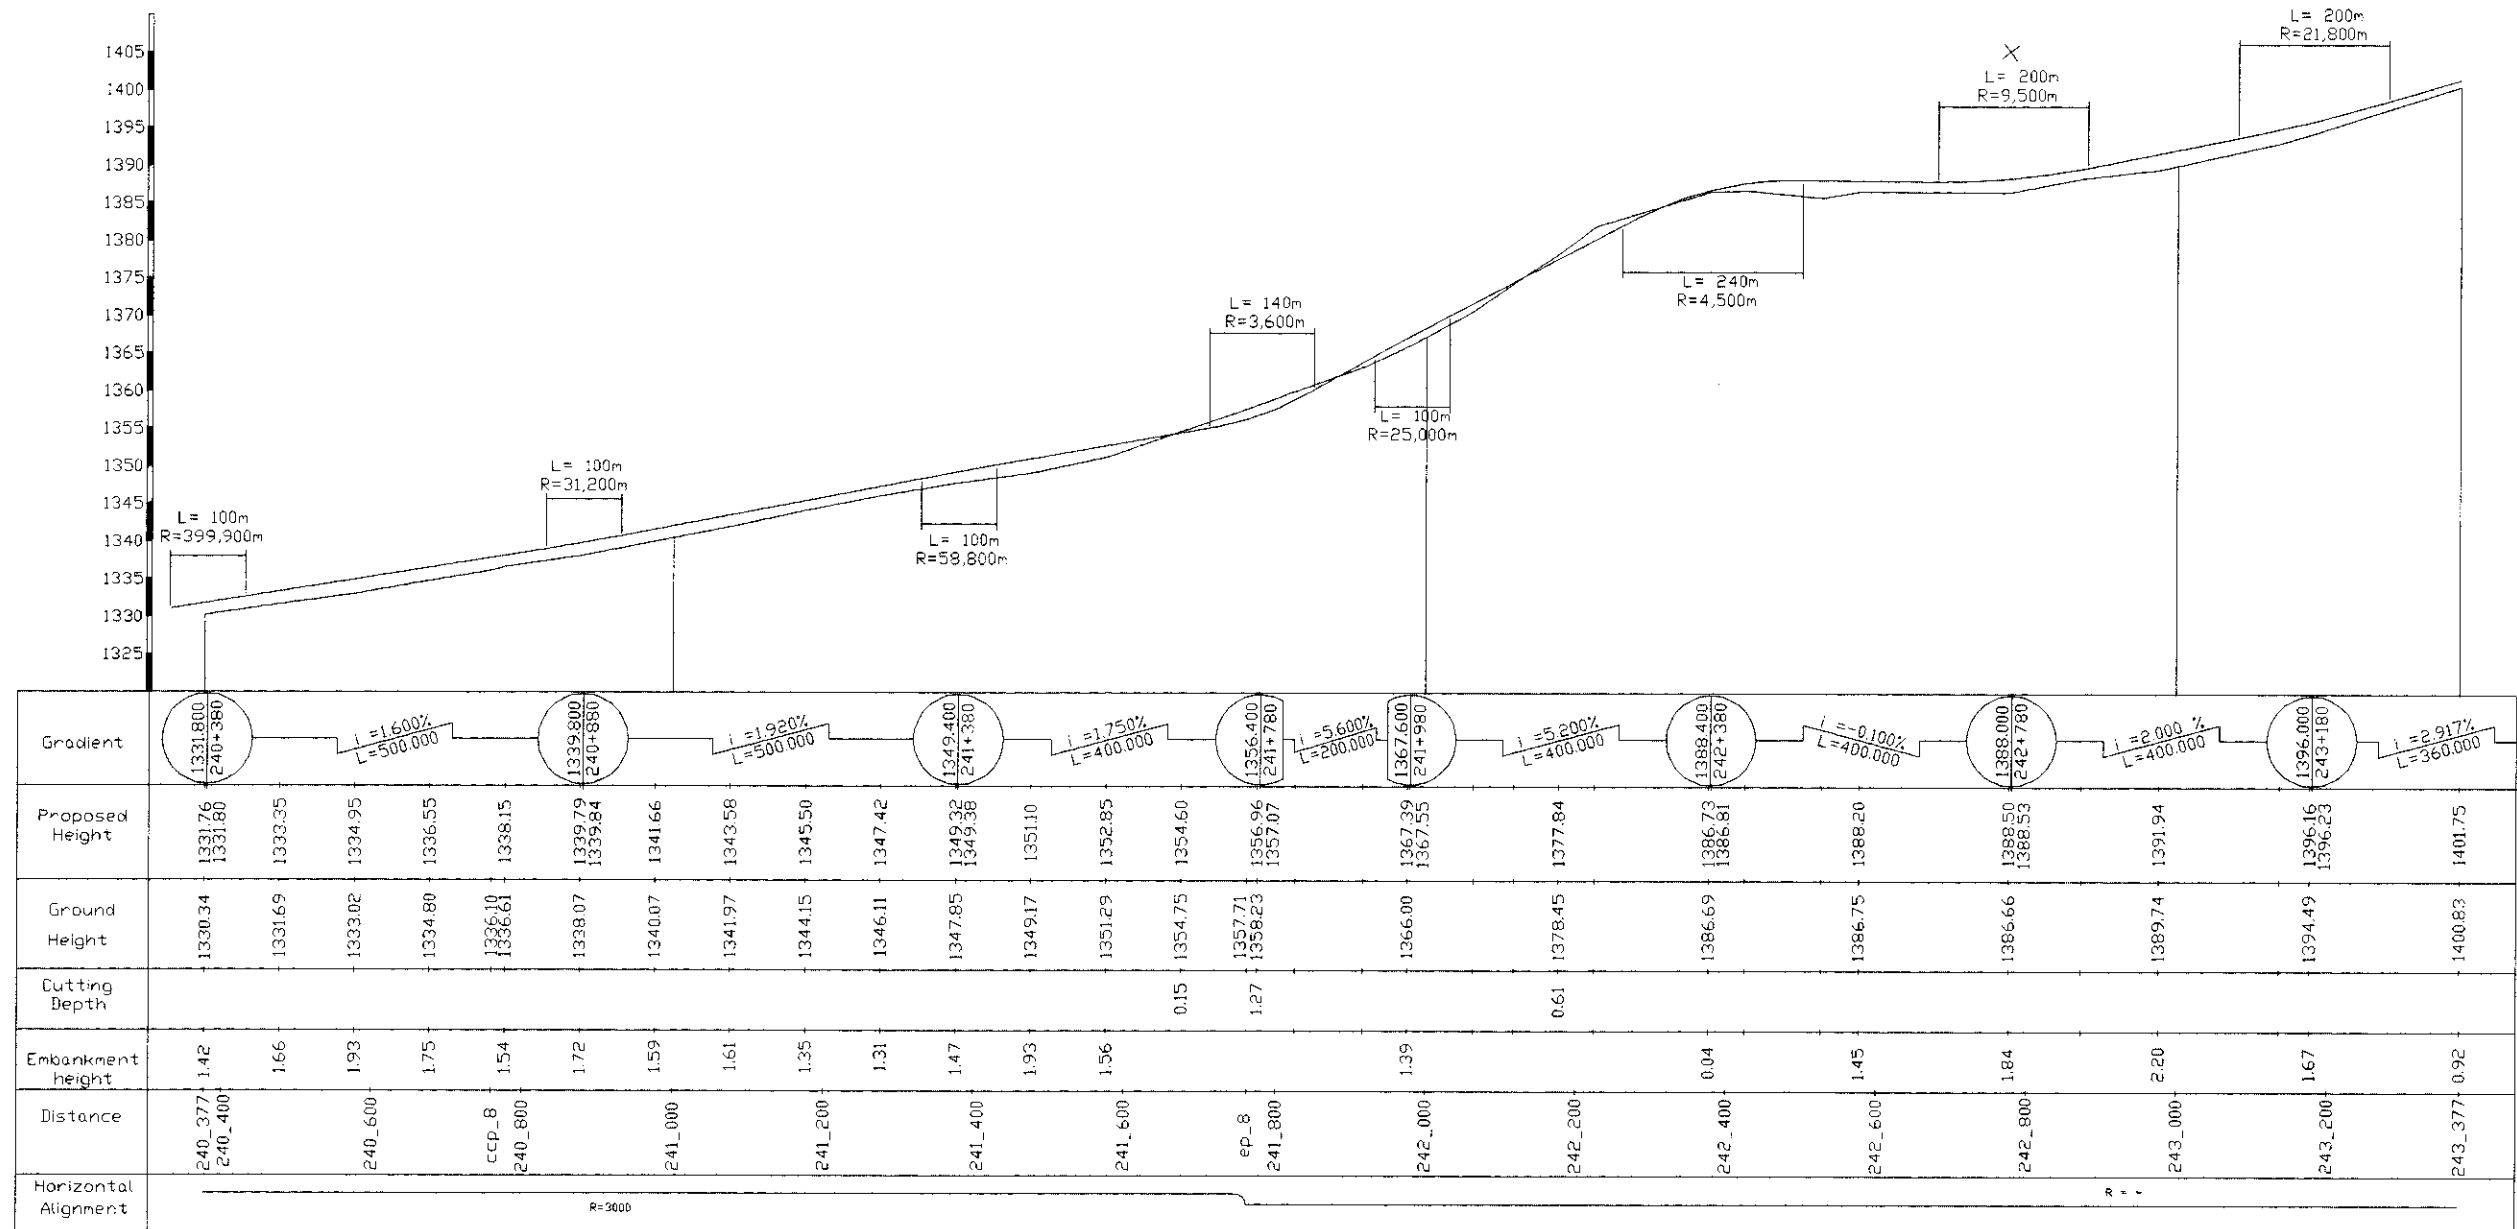 1405
1400
1395
1390
1385
1380
1375
1370
1365
1360
1355
1350
1345
1340
1335
1330
1325
L= 100m
R=399,900m
L= 100m
R=31,200m
L= 100m
R=58,800m
L= 140m
R=3,600m
L= 100m
R=25,000m
L= 240m
R=4,500m
L= 200m
R=9,500m
L= 200m
R=21,800m
Gradient
1331.800
240+380
i =1.600%
L=500.000
1339.800
240+880
i =1.920%
L=500.000
1349.400
241+380
i =1.750%
L=400.000
1356.400
241+780
i =5.600%
L=200.000
1367.600
241+980
i =5.200%
L=400.000
1388.400
242+380
i =-0.100%
L=400.000
1388.000
242+780
i =2.000 %
L=400.000
1396.000
243+180
i =2.917%
L=360.000
Proposed
Height
1331.76
1331.80
1333.35
1334.95
1336.55
1338.15
1339.79
1339.84
1341.66
1343.58
1345.50
1347.42
1349.32
1349.38
1351.10
1352.85
1354.60
1356.96
1357.07
1367.39
1367.55
1377.84
1386.73
1386.81
1388.20
1388.50
1388.53
1391.94
1396.16
1396.23
1401.75
Ground
Height
1330.34
1331.69
1333.02
1334.80
1336.10
1336.61
1338.07
1340.07
1341.97
1344.15
1346.11
1347.85
1349.17
1351.29
1354.75
1357.71
1358.23
1366.00
1378.45
1386.69
1386.75
1386.66
1389.74
1394.49
1400.83
Cutting
Depth
0.15
1.27
0.61
Embankment
height
1.42
1.66
1.93
1.75
1.54
1.72
1.59
1.61
1.35
1.31
1.47
1.93
1.56
1.39
0.04
1.45
1.84
2.20
1.67
0.92
Distance
240_377
240_400
240_600
ccp_8
240_800
241_000
241_200
241_400
241_600
ep_8
241_800
242_000
242_200
242_400
242_600
242_800
243_000
243_200
243_377
Horizontal
Alignment
R=3000
R =